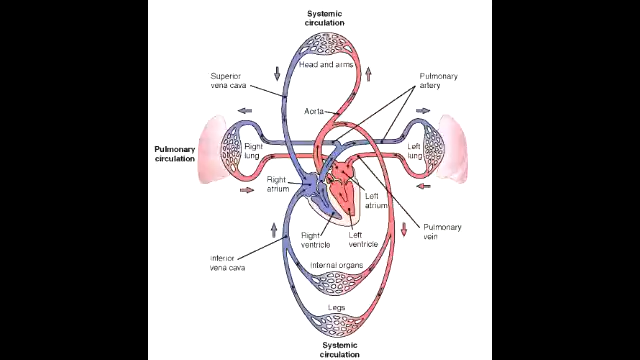 Systemic
circulation
Head and arms
Superior
vena cava
Pulmonary
artery
Aorta
Pulmonary
circulation
Right
lung
Left
lung
Right
atrium
Left
atrium
Right
ventricle
Left
ventricle
Pulmonary
vein
Inferior
vena cava
Internal organs
Legs
Systemic
circulation